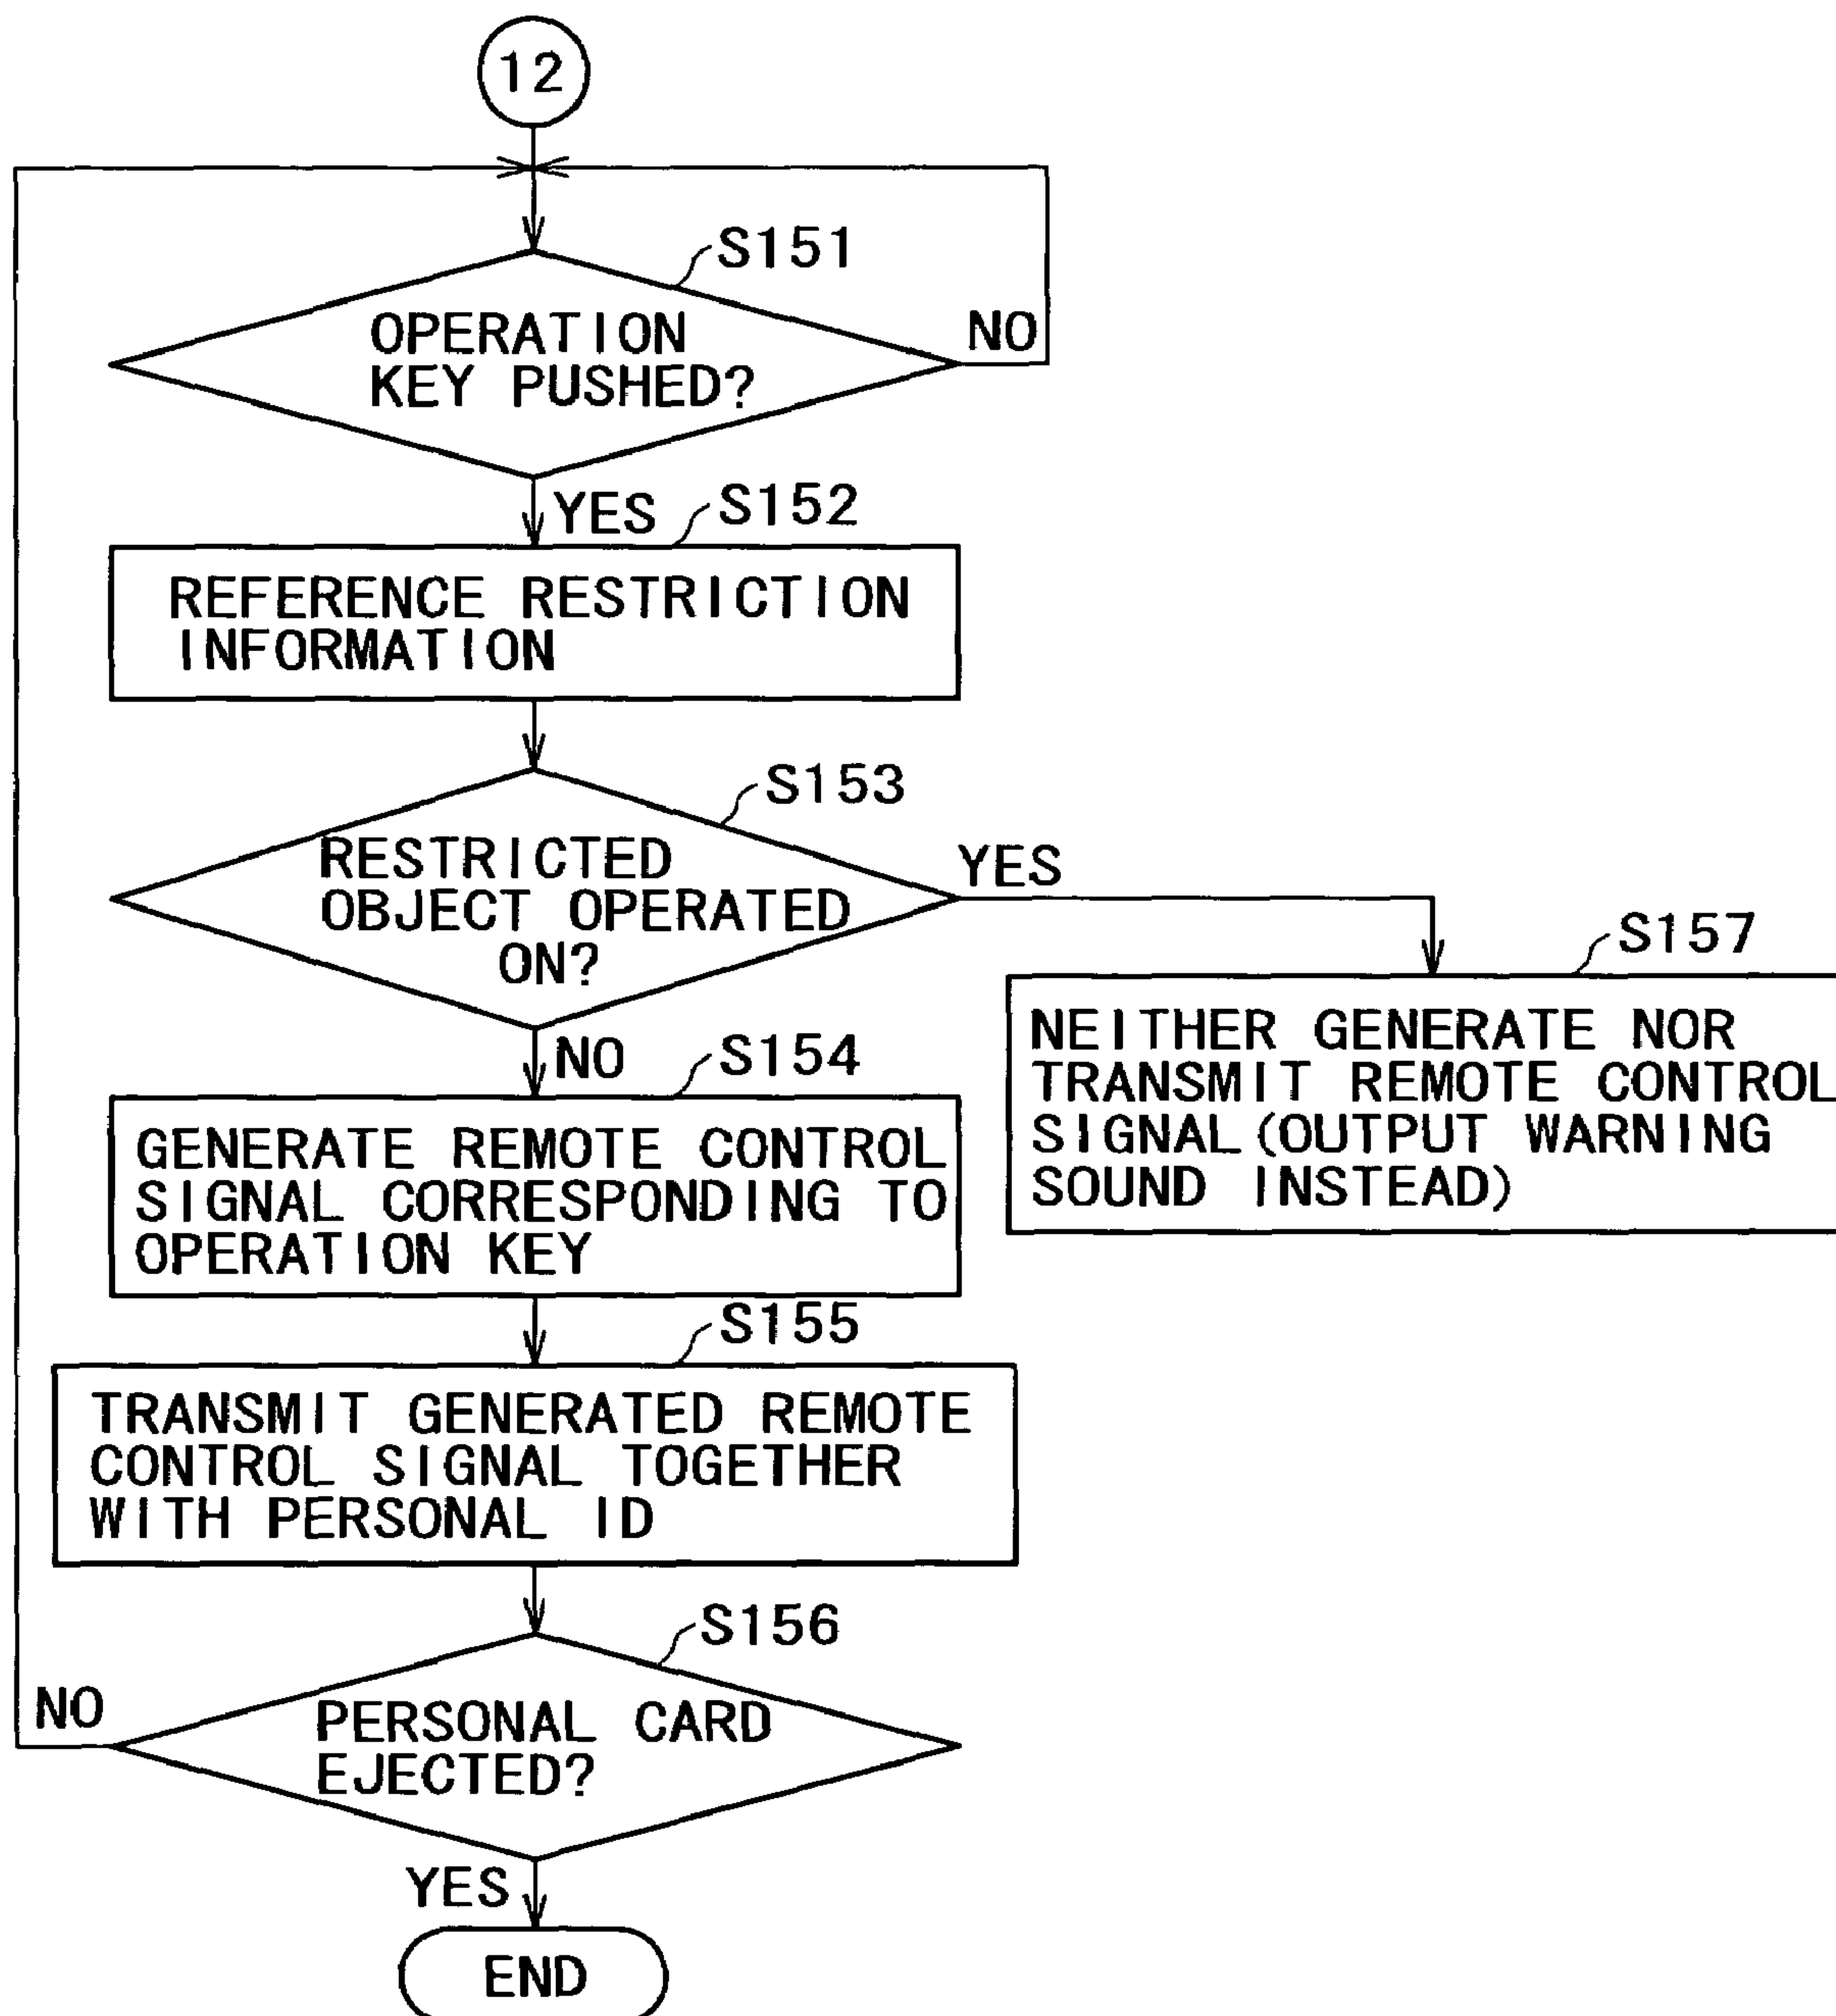 12
S151
OPERATION
KEY PUSHED?
NO
YES
S152
REFERENCE RESTRICTION
INFORMATION
S153
RESTRICTED
OBJECT OPERATED
ON?
YES
S157
NEITHER GENERATE NOR
TRANSMIT REMOTE CONTROL
SIGNAL(OUTPUT WARNING
SOUND INSTEAD)
NO
S154
GENERATE REMOTE CONTROL
SIGNAL CORRESPONDING TO
OPERATION KEY
S155
TRANSMIT GENERATED REMOTE
CONTROL SIGNAL TOGETHER
WITH PERSONAL ID
S156
NO
PERSONAL CARD
EJECTED?
YES
END